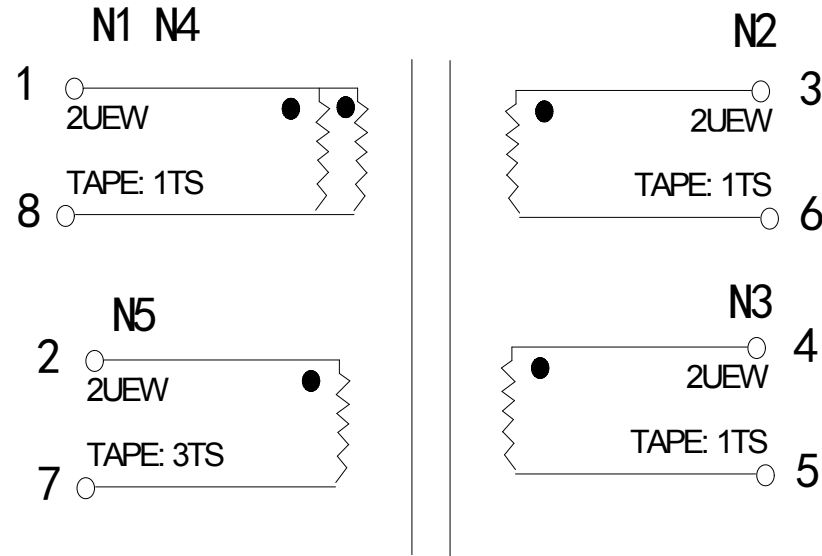 N1 N4
1
2UEW
TAPE: 1TS
8
N2
3
2UEW
TAPE: 1TS
6
N5
2
2UEW
TAPE: 3TS
7
N3
4
2UEW
TAPE: 1TS
5